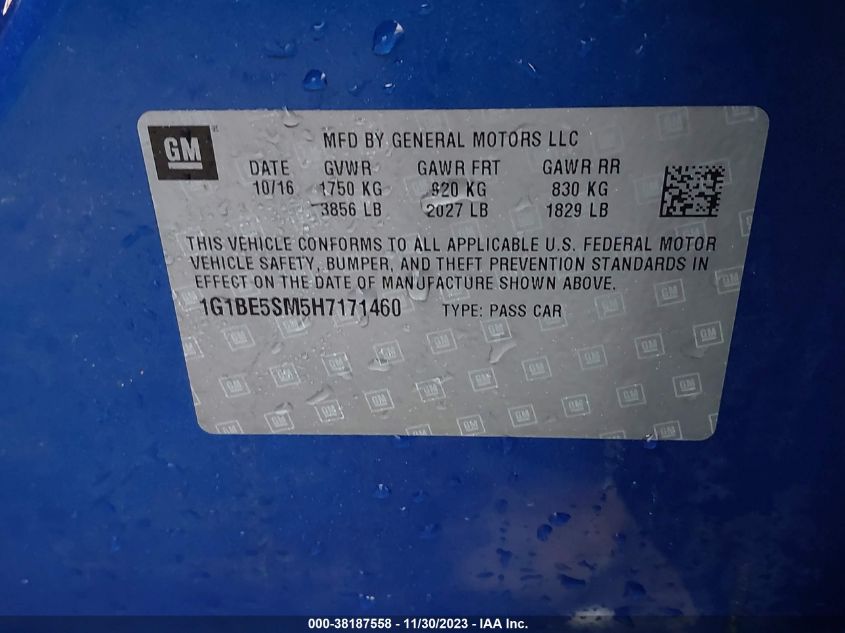 GM
MFD BY GENERAL MOTORS LLC
DATE GVWR GAWR FRT GAWR RR
10/16 1750 KG 920 KG 830 KG
3856 LB 2027 LB 1829 LB
THIS VEHICLE CONFORMS TO ALL APPLICABLE U.S. FEDERAL MOTOR
VEHICLE SAFETY, BUMPER, AND THEFT PREVENTION STANDARDS IN
EFFECT ON THE DATE OF MANUFACTURE SHOWN ABOVE.
1G1BE5SM5H7171460 TYPE: PASS CAR
000-38187558 - 11/30/2023 - IAA Inc.